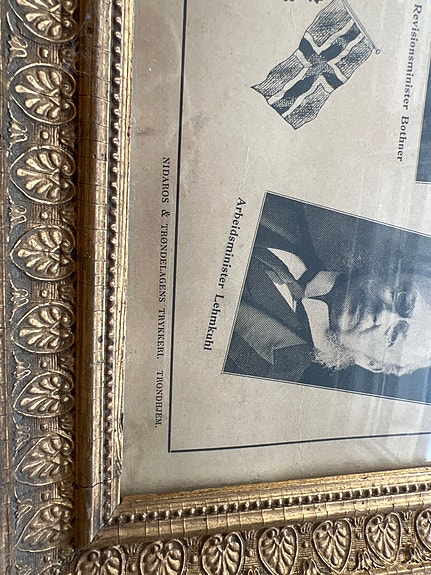 Revisionsminister Bothner
Arbeidsminister Lehmkuhl
NIDAROS & TRØNDELAGENS TRYKKERI. TRONDHJEM.